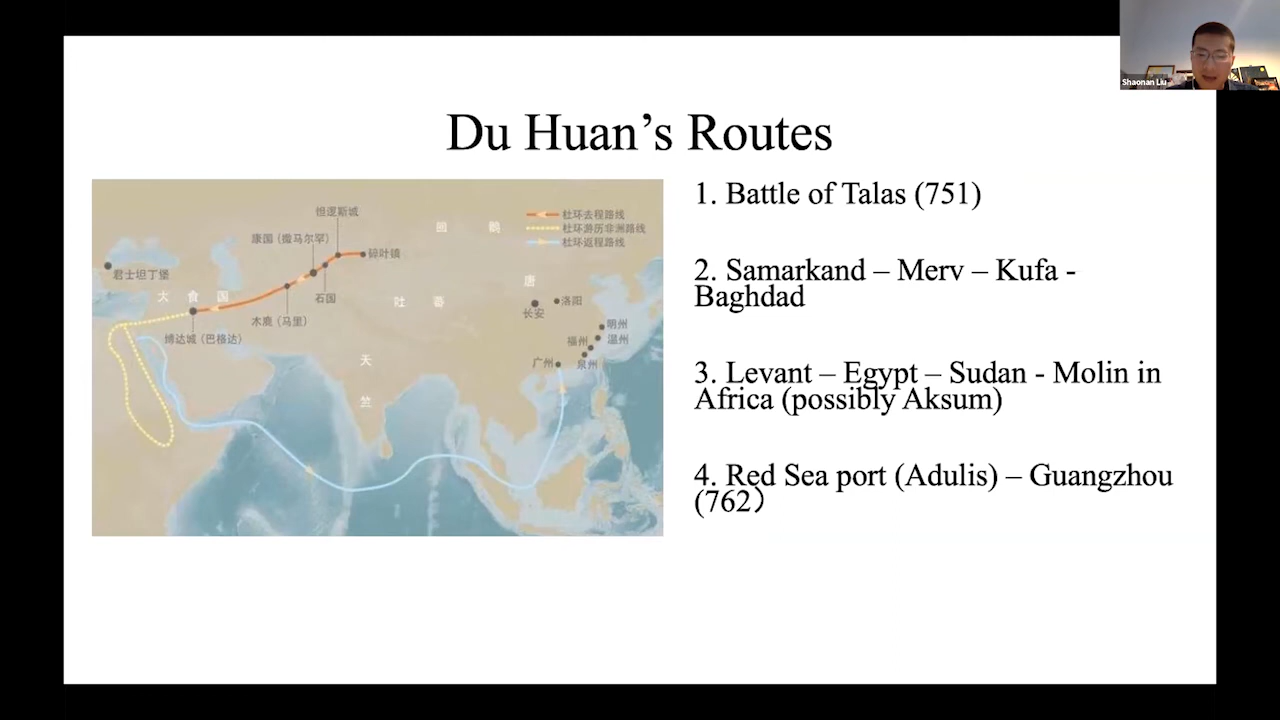 Shaonan Liu
Du Huan's Routes
1. Battle of Talas (751)
2. Samarkand – Merv – Kufa -
Baghdad
3. Levant – Egypt – Sudan - Molin in
Africa (possibly Aksum)
4. Red Sea port (Adulis) – Guangzhou
(762）
怛逻斯城
杜环去程路线
杜环游历非洲路线
杜环返程路线
回 鹘
康国（撒马尔罕）
碎叶镇
君士坦丁堡
大 食 国
石国
吐 蕃
唐
洛阳
长安
木鹿（马里）
博达城（巴格达）
明州
温州
福州
泉州
广州
天
竺